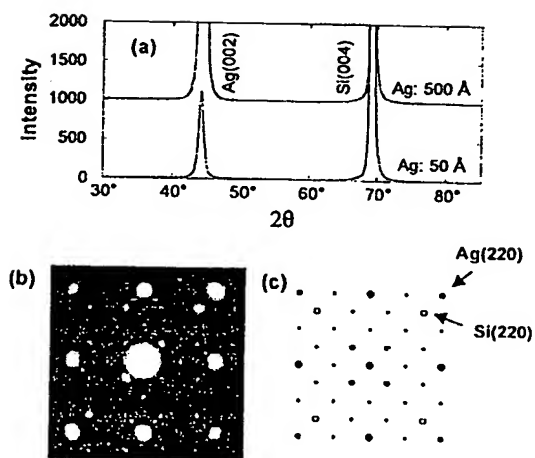 2000
(a)
1500
1000
500
0
Intensity
Ag(002)
Si(004)
Ag: 500 Å
Ag: 50 Å
30° 40° 50° 60° 70° 80°
2θ
(b)
(c)
Ag(220)
Si(220)